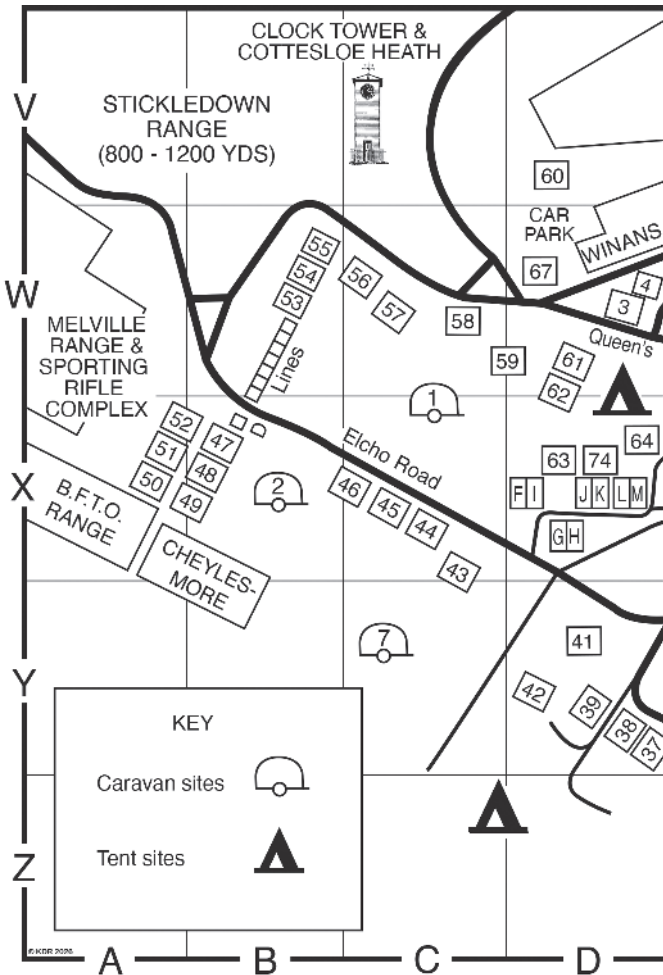 CLOCK TOWER &
COTTESLOE HEATH
V
STICKLEDOWN
RANGE
(800 - 1200 YDS)
60
CAR
PARK
WINANS
67
4
3
Queen's
W
55
54
53
56
57
58
59
61
62
Lines
MELVILLE
RANGE &
SPORTING
RIFLE
COMPLEX
1
D
Elcho Road
52
51
50
47
48
49
2
46
45
44
43
63
74
64
F I
J K
L M
G H
X
B.F.T.O.
RANGE
CHEYLES-
MORE
7
41
42
39
38
37
Y
KEY
Caravan sites
Tent sites
Z
© KDR 2026
A
B
C
D